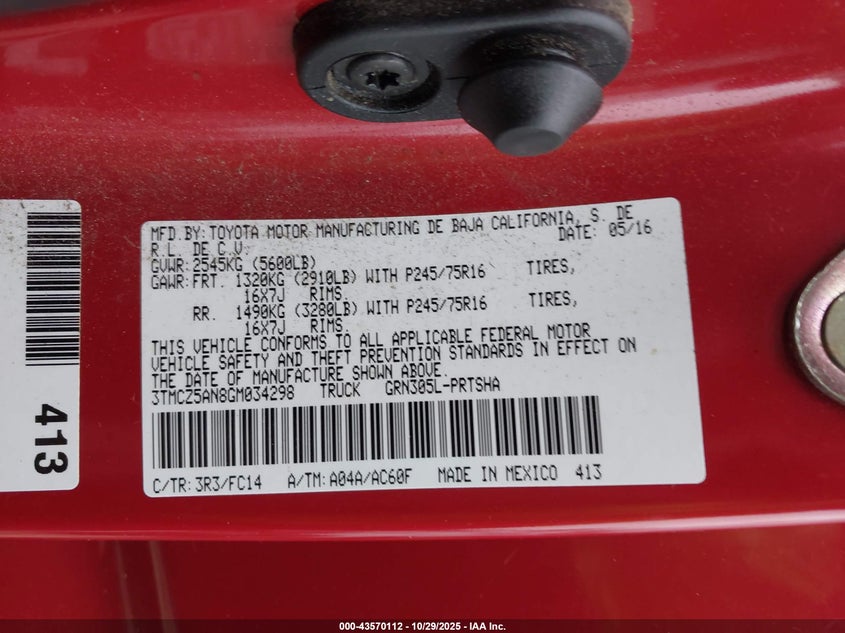 MFD.BY:TOYOTA MOTOR MANUFACTURING DE BAJA CALIFORNIA, S. DE
R.L. DE C.V. DATE: 05/16
GVWR:2545KG (5600LB)
GAWR:FRT. 1320KG (2910LB) WITH P245/75R16 TIRES,
16X7J RIMS.
RR. 1490KG (3280LB) WITH P245/75R16 TIRES,
16X7J RIMS.
THIS VEHICLE CONFORMS TO ALL APPLICABLE FEDERAL MOTOR
VEHICLE SAFETY AND THEFT PREVENTION STANDARDS IN EFFECT ON
THE DATE OF MANUFACTURE SHOWN ABOVE.
3TMCZ5AN8GM034298 TRUCK GRN305L-PRTSHA
C/TR:3R3/FC14 A/TM:A04A/AC60F MADE IN MEXICO 413
413
000-43570112 - 10/29/2025 - IAA Inc.